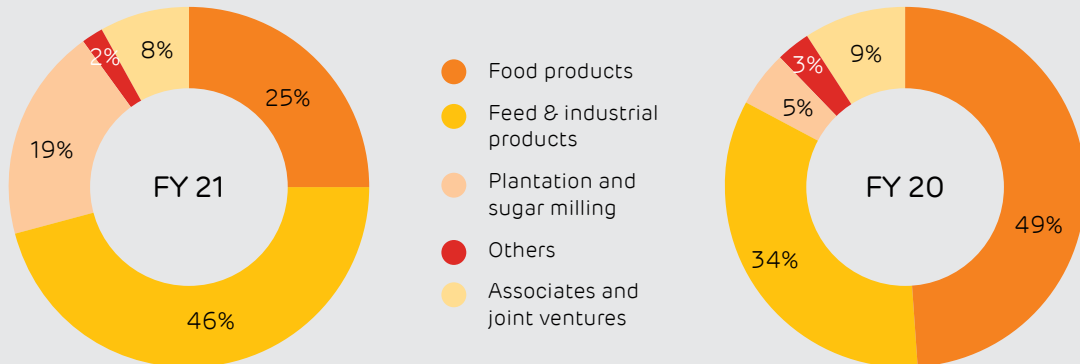 2%
8%
25%
19%
FY 21
46%
Food products
Feed & industrial
products
Plantation and
sugar milling
Others
Associates and
joint ventures
3%
9%
5%
FY 20
49%
34%